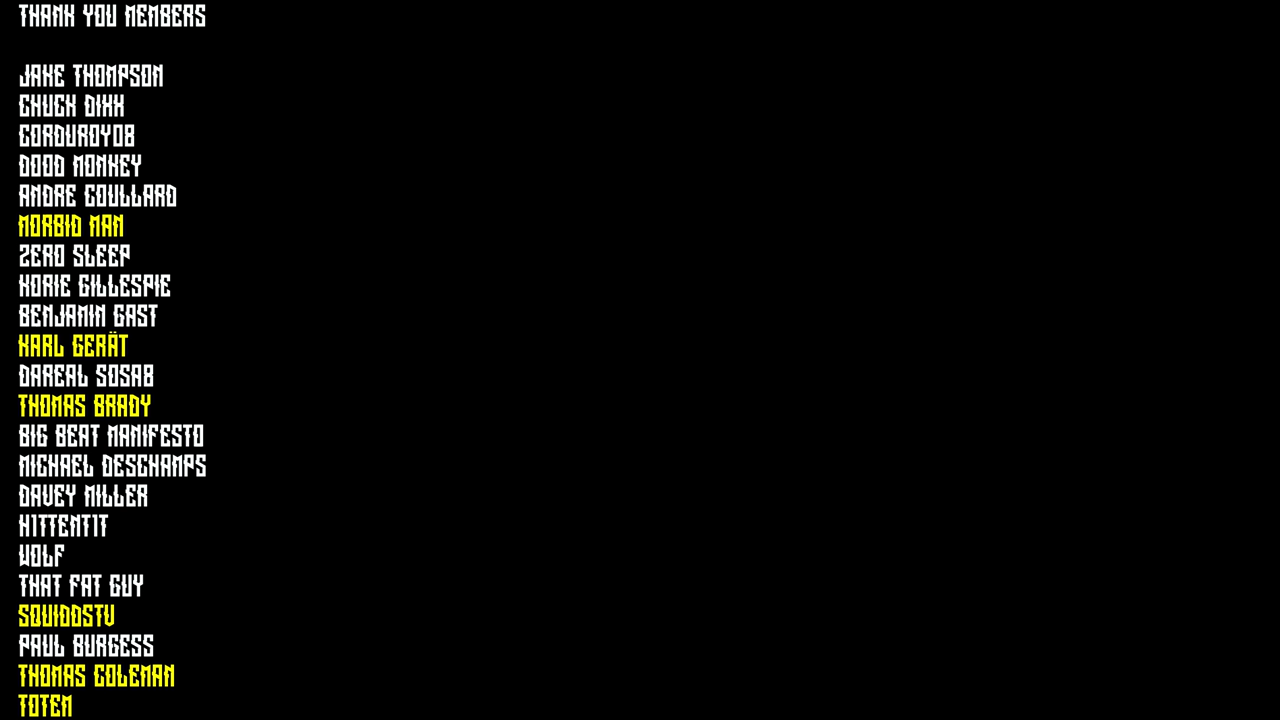 THANK YOU MEMBERS
JAKE THOMPSON
CHUCK DIXX
CORDUROY08
DOOD MONKEY
ANDRE COULLARD
MORBID MAN
ZERO SLEEP
KORIE GILLESPIE
BENJAMIN GAST
KARL GERÄT
DAREAL SOSA8
THOMAS BRADY
BIG BEAT MANIFESTO
MICHAEL DESCHAMPS
DAVEY MILLER
K1TTENT1T
WOLF
THAT FAT GUY
SQUIDDSTV
PAUL BURGESS
THOMAS COLEMAN
TOTEM